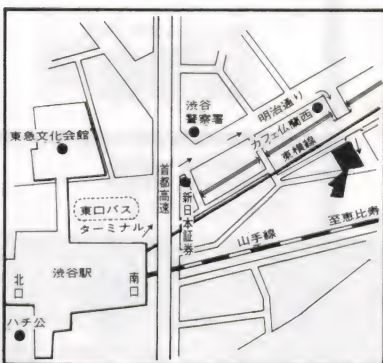 渋谷
警察署
明治通り
カフェ仏蘭西
東横線
東急文化会館
首都高速
新日本証券
東口バス
ターミナル
至恵比寿
山手線
渋谷駅
北口
南口
ハチ公